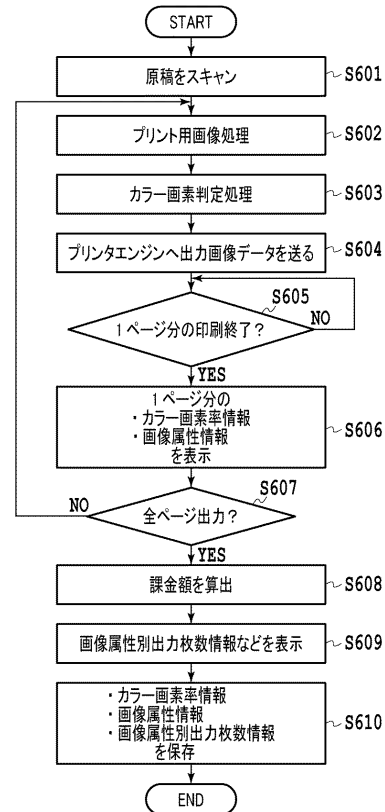 START
原稿をスキャン
S601
プリント用画像処理
S602
カラー画素判定処理
S603
プリンタエンジンへ出力画像データを送る
S604
S605
1ページ分の印刷終了?
NO
YES
1ページ分の
・カラー画素率情報
・画像属性情報
を表示
S606
S607
全ページ出力?
NO
YES
課金額を算出
S608
画像属性別出力枚数情報などを表示
S609
・カラー画素率情報
・画像属性情報
・画像属性別出力枚数情報
を保存
S610
END